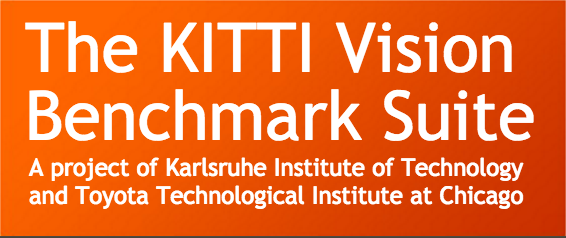 The KITTI Vision
Benchmark Suite
A project of Karlsruhe Institute of Technology
and Toyota Technological Institute at Chicago